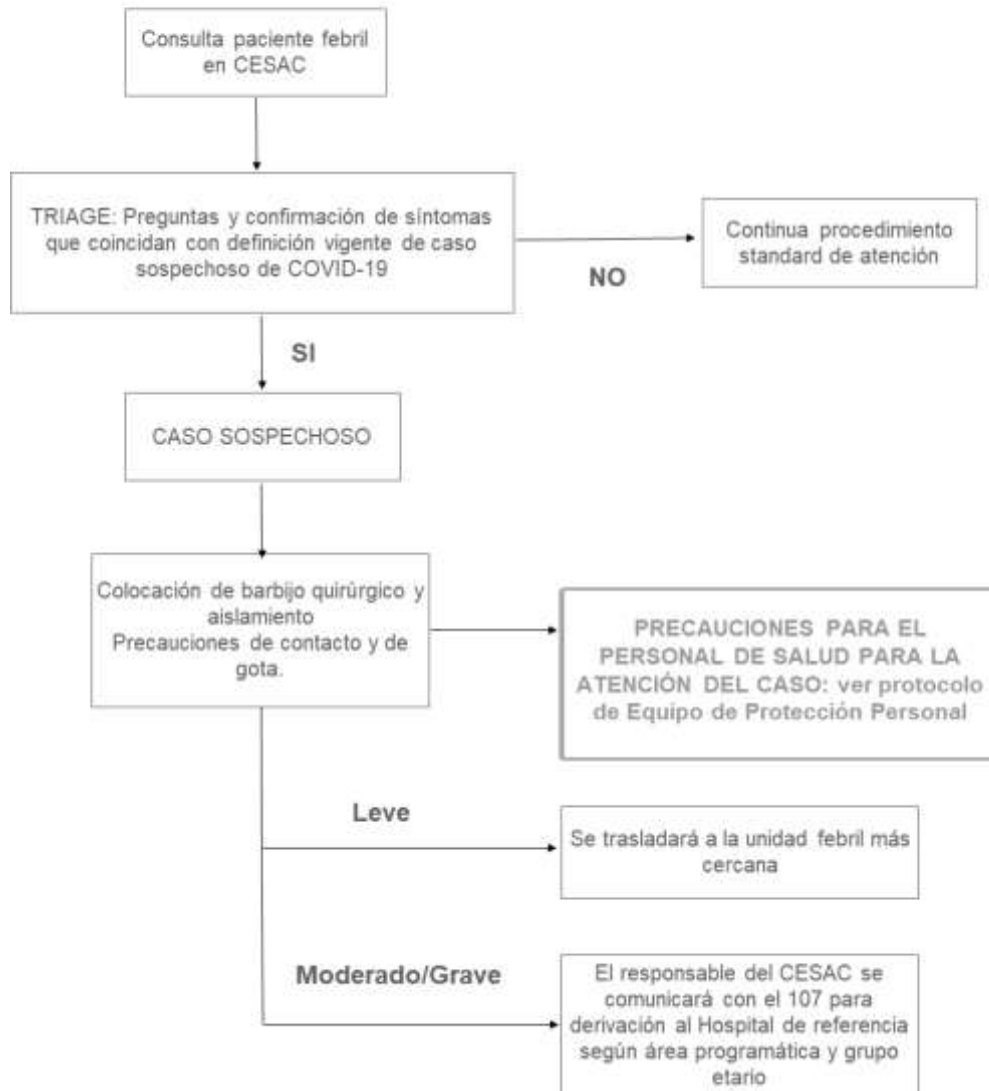 Consulta paciente febril
en CESAC
TRIAGE: Preguntas y confirmación de síntomas
que coincidan con definición vigente de caso
sospechoso de COVID-19
Continua procedimiento
standard de atención
NO
SI
CASO SOSPECHOSO
Colocación de barbijo quirúrgico y
aislamiento
Precauciones de contacto y de
gota.
PRECAUCIONES PARA EL
PERSONAL DE SALUD PARA LA
ATENCIÓN DEL CASO: ver protocolo
de Equipo de Protección Personal
Leve
Se trasladará a la unidad febril más
cercana
Moderado/Grave
El responsable del CESAC se
comunicará con el 107 para
derivación al Hospital de referencia
según área programática y grupo
etario